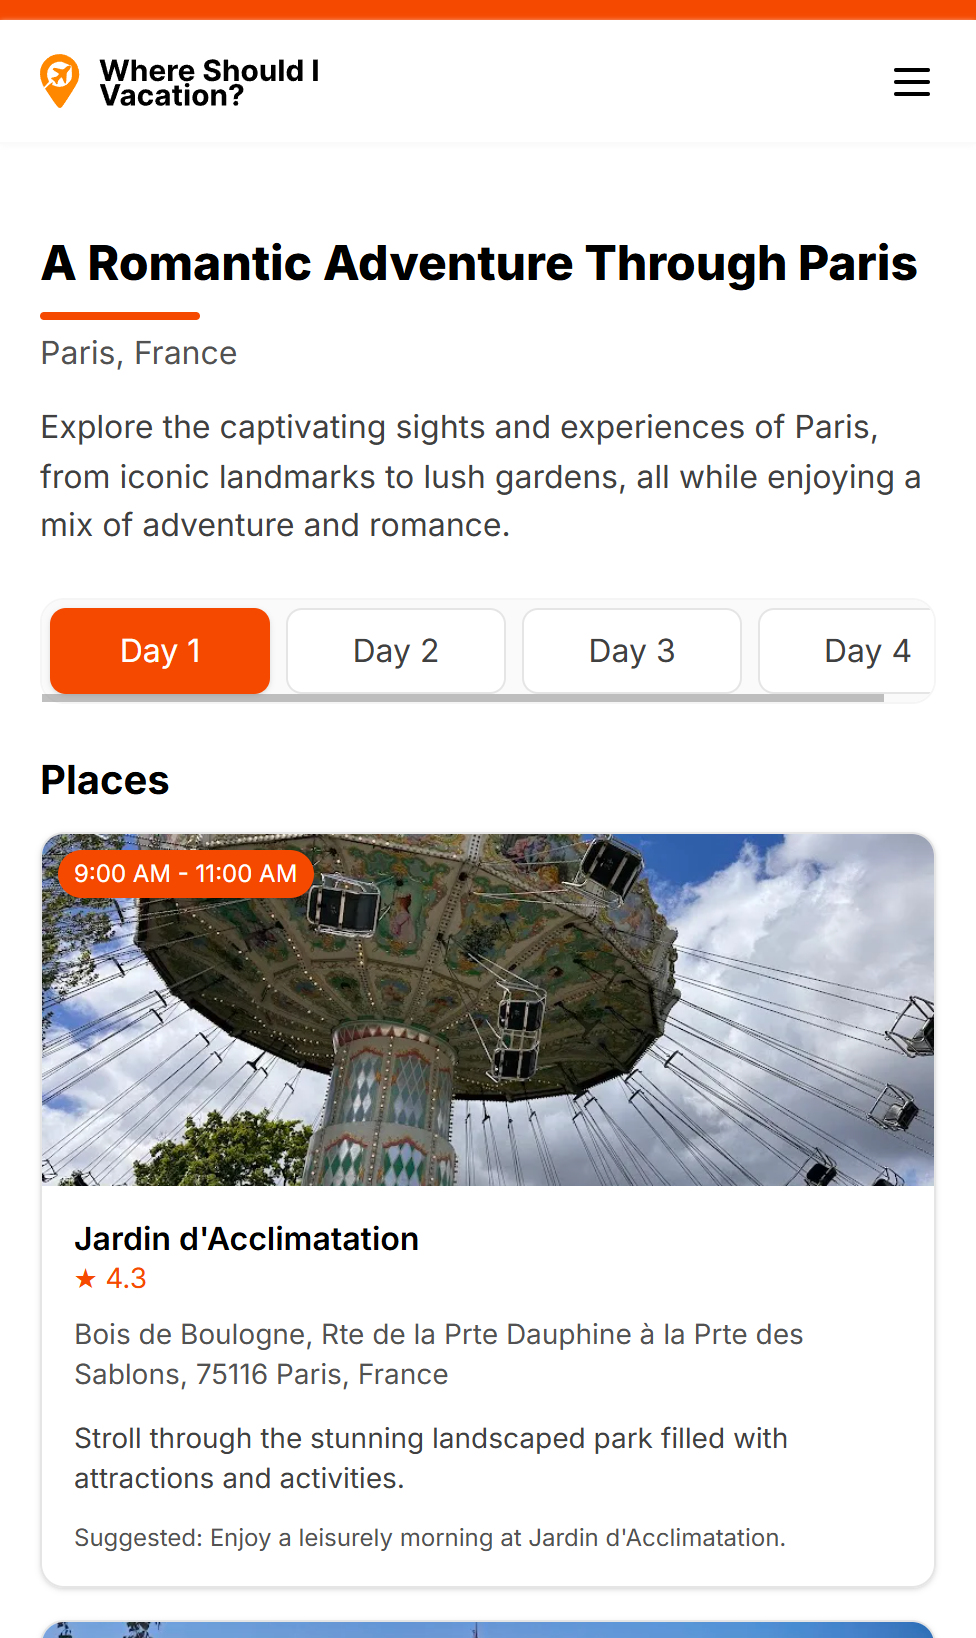 Where Should I
Vacation?
A Romantic Adventure Through Paris
Paris, France
Explore the captivating sights and experiences of Paris,
from iconic landmarks to lush gardens, all while enjoying a
mix of adventure and romance.
Day 1
Day 2
Day 3
Day 4
Places
9:00 AM - 11:00 AM
Jardin d'Acclimatation
★ 4.3
Bois de Boulogne, Rte de la Prte Dauphine à la Prte des
Sablons, 75116 Paris, France
Stroll through the stunning landscaped park filled with
attractions and activities.
Suggested: Enjoy a leisurely morning at Jardin d'Acclimatation.